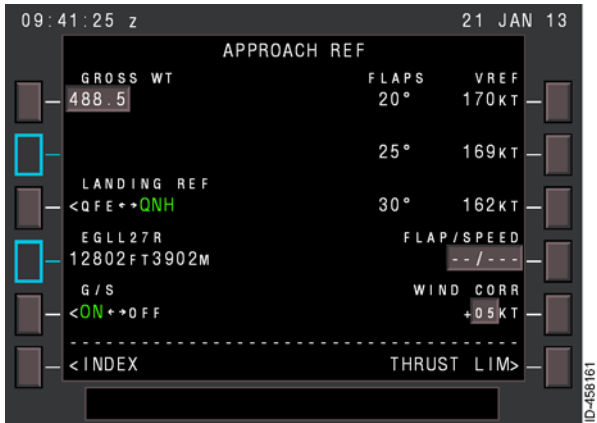 09:41:25 z 21 JAN 13
APPROACH REF
GROSS WT FLAPS VREF
488.5 20° 170KT
25° 169KT
LANDING REF
<QFE↔QNH 30° 162KT
EGLL27R FLAP/SPEED
12802FT3902M --/---
G/S WIND CORR
<ON↔OFF +05KT
<INDEX THRUST LIM>
ID-458161